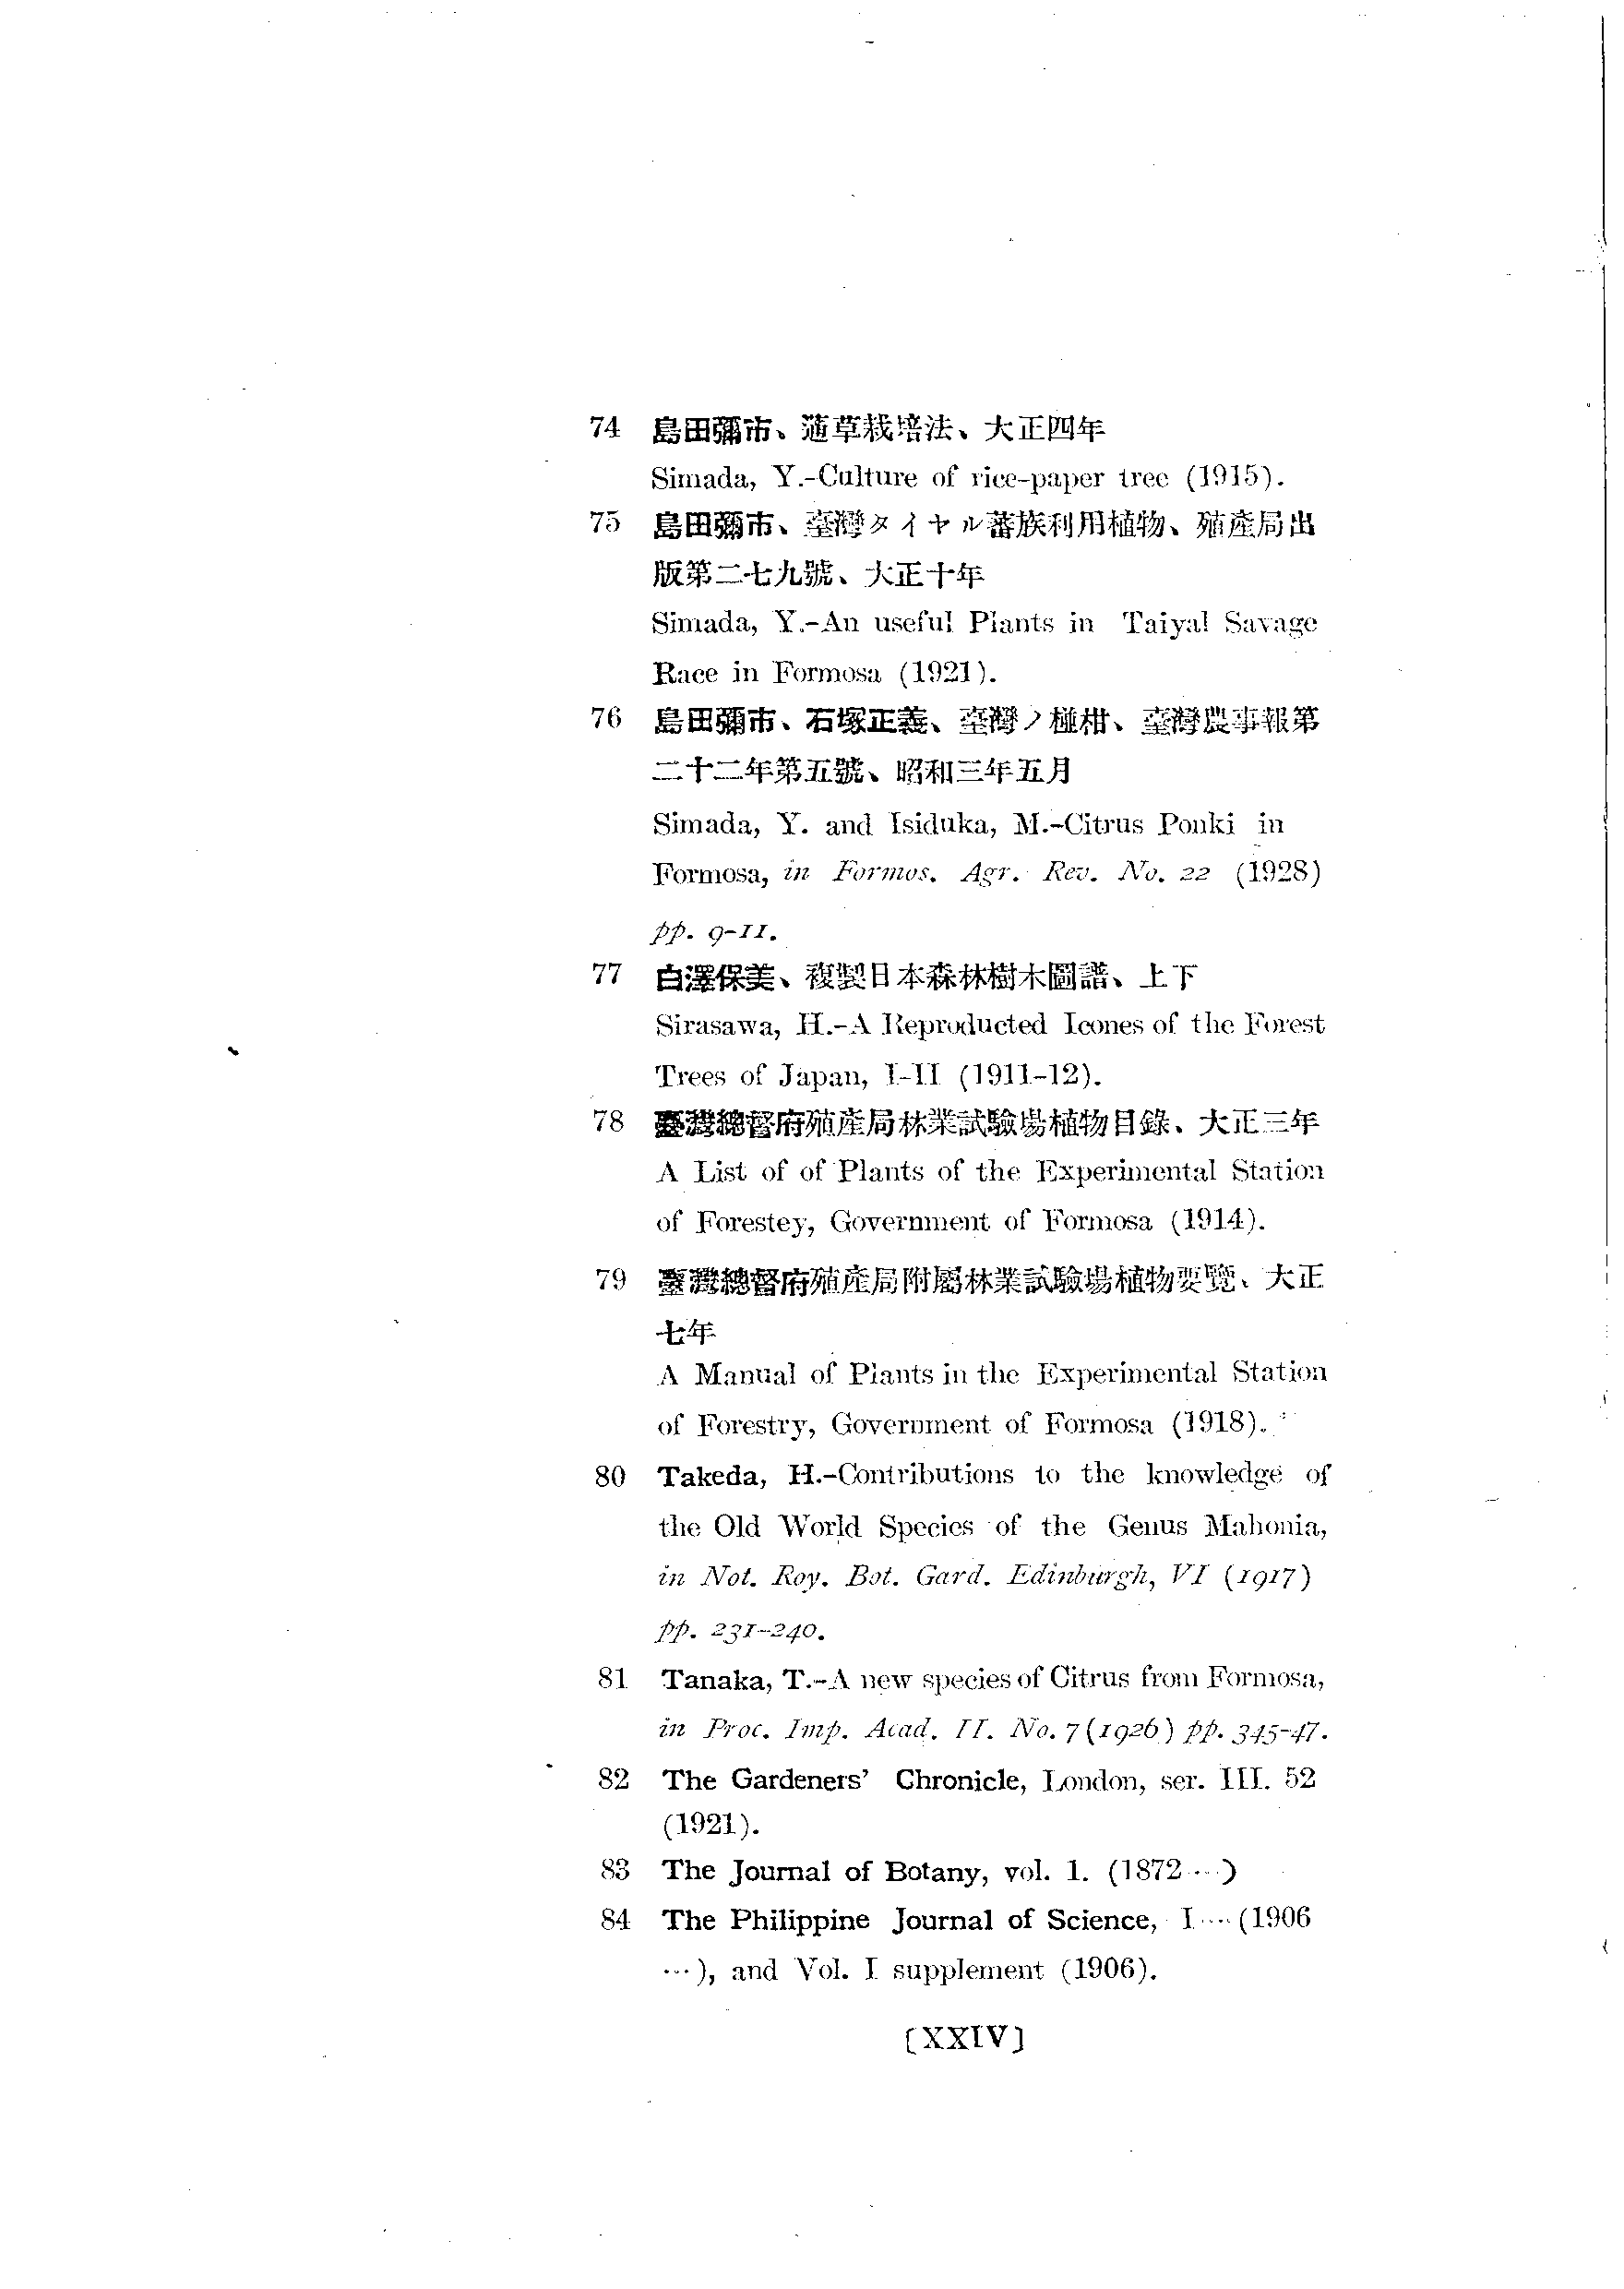 74 島田彌市、蓪草栽培法、大正四年
Simada, Y.-Culture of rice-paper tree (1915).
75 島田彌市、臺灣タイヤル蕃族利用植物、殖產局出
版第二七九號、大正十年
Simada, Y.-An useful Plants in Taiyal Savage
Race in Formosa (1921).
76 島田彌市、石塚正義、臺灣ノ椪柑、臺灣農事報第
二十二年第五號、昭和三年五月
Simada, Y. and Isiduka, M.-Citrus Ponki in
Formosa, in Formos. Agr. Rev. No. 22 (1928)
pp. 9-11.
77 白澤保美、複製日本森林樹木圖譜、上下
Sirasawa, H.-A Reproducted Icones of the Forest
Trees of Japan, I-II (1911-12).
78 臺灣總督府殖產局林業試驗場植物目錄、大正三年
A List of of Plants of the Experimental Station
of Forestey, Government of Formosa (1914).
79 臺灣總督府殖產局附屬林業試驗場植物要覽、大正
七年
A Manual of Plants in the Experimental Station
of Forestry, Government of Formosa (1918).
80 Takeda, H.-Contributions to the knowledge of
the Old World Species of the Genus Mahonia,
in Not. Roy. Bot. Gard. Edinburgh, VI (1917)
pp. 231-240.
81 Tanaka, T.-A new species of Citrus from Formosa,
in Proc. Imp. Acad. II. No. 7 (1926) pp. 345-47.
82 The Gardeners' Chronicle, London, ser. III. 52
(1921).
83 The Journal of Botany, vol. 1. (1872 ...)
84 The Philippine Journal of Science, I .... (1906
...), and Vol. I supplement (1906).
[XXIV]